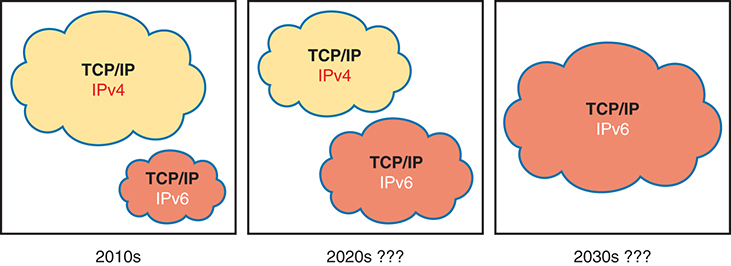 TCP/IP
IPv4
TCP/IP
IPv6
2010s
TCP/IP
IPv4
TCP/IP
IPv6
2020s ???
TCP/IP
IPv6
2030s ???